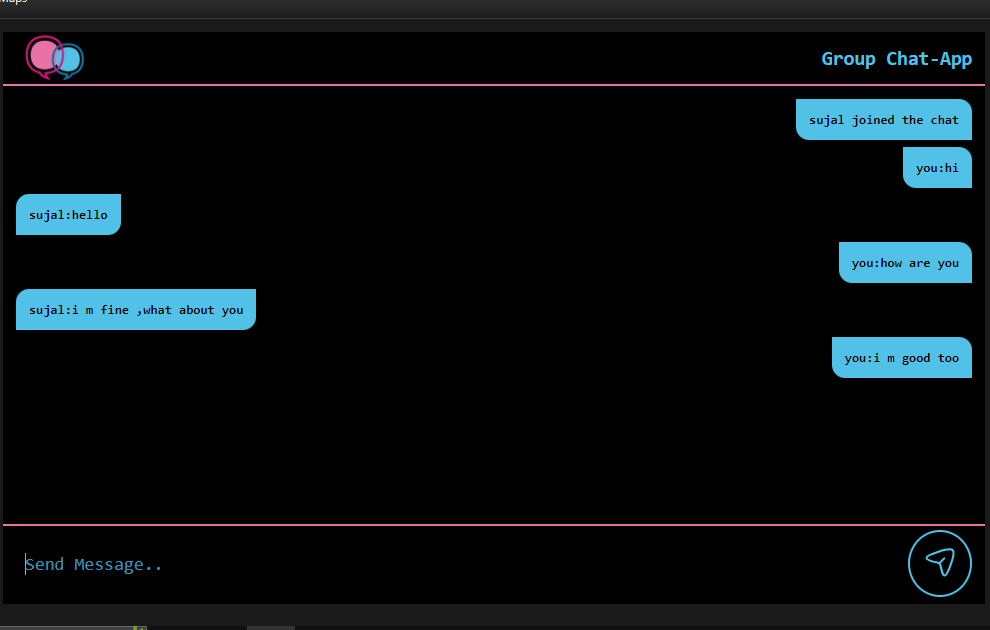 Maps
Group Chat-App
sujal joined the chat
you:hi
sujal:hello
you:how are you
sujal:i m fine ,what about you
you:i m good too
Send Message..